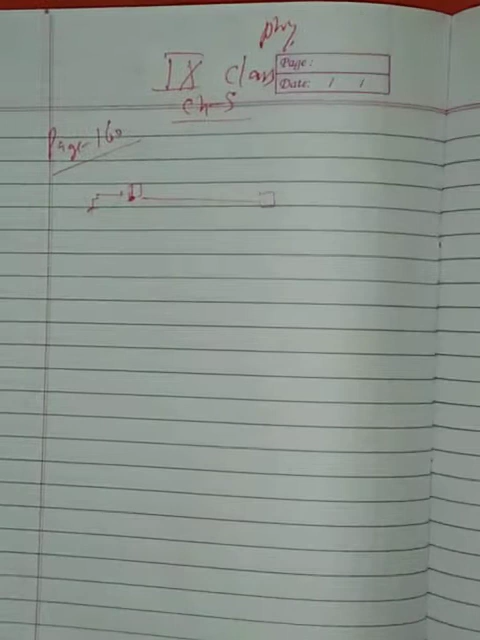 phy
IX Class
Page:
Date: / /
Ch-5
Page-160
F